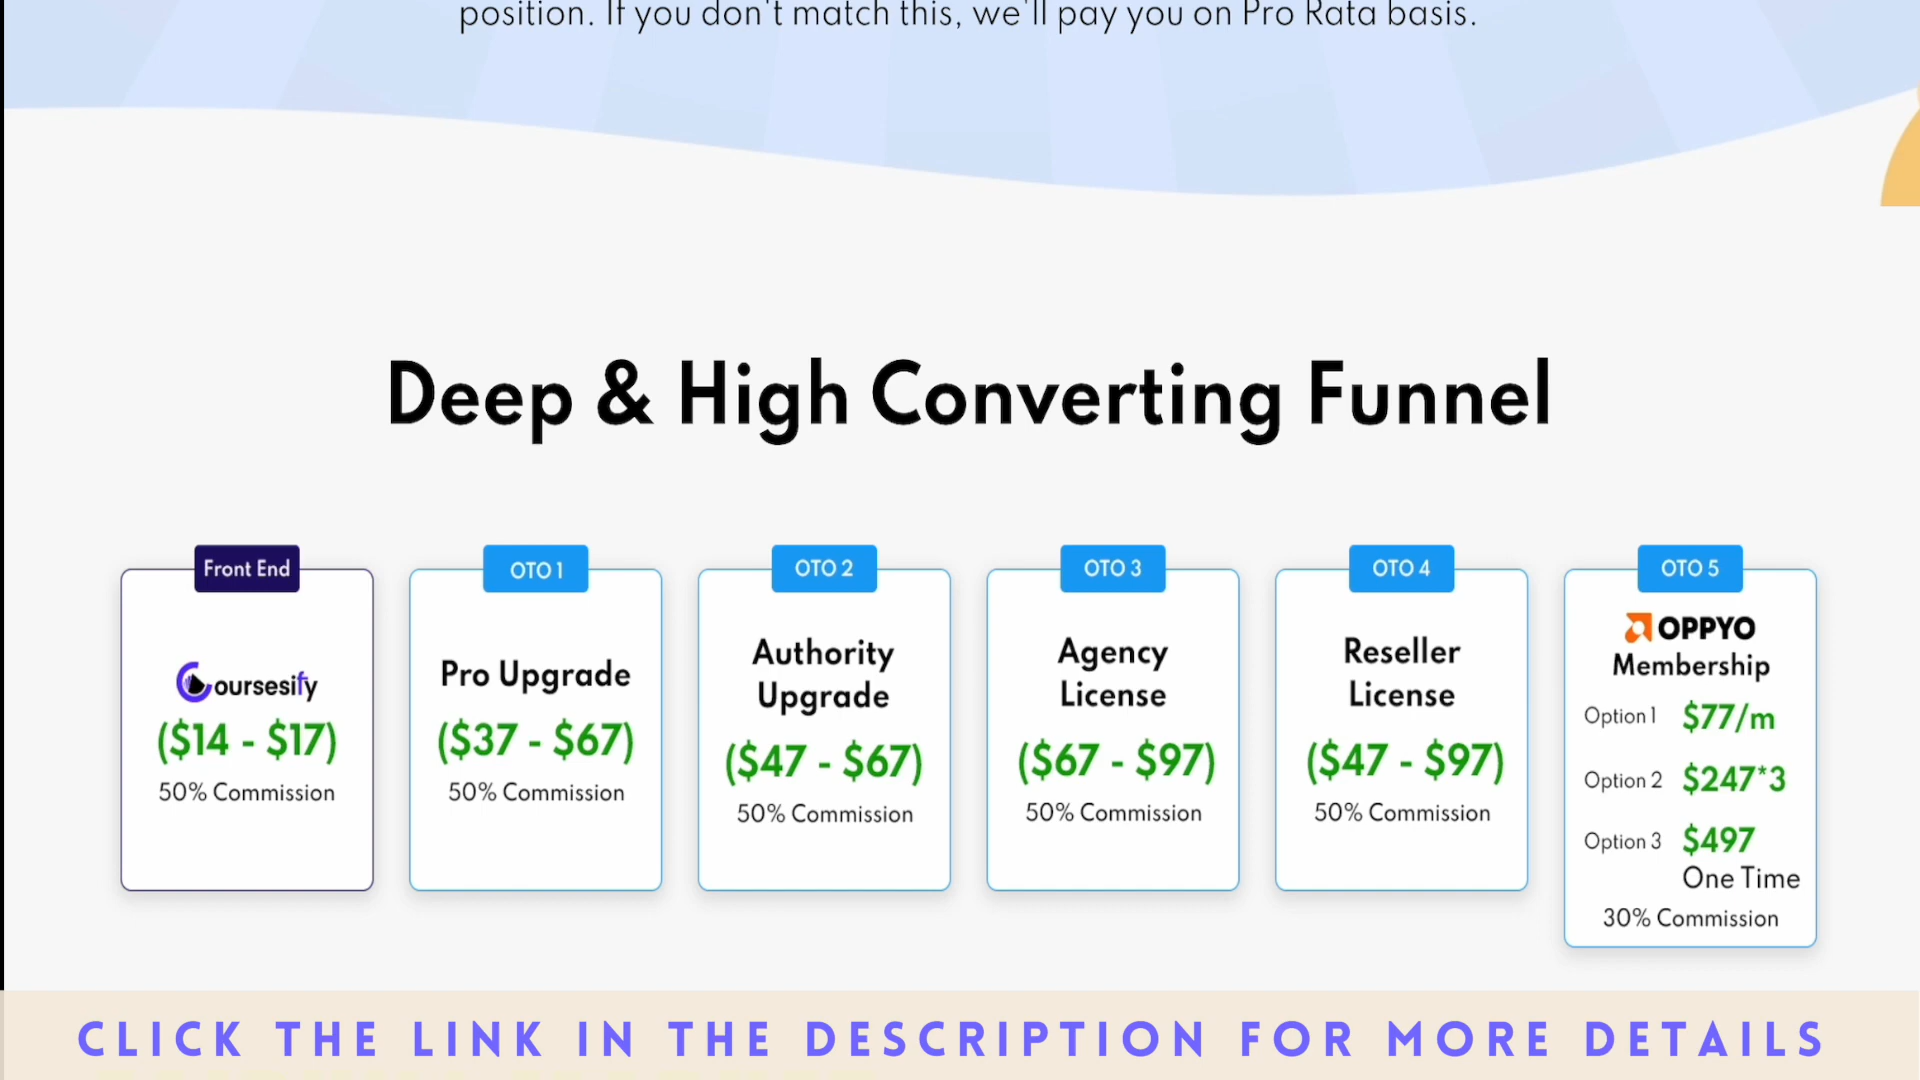 position. If you don't match this, we'll pay you on Pro Rata basis.
Deep & High Converting Funnel
Front End
Coursesify
($14 - $17)
50% Commission
OTO 1
Pro Upgrade
($37 - $67)
50% Commission
OTO 2
Authority
Upgrade
($47 - $67)
50% Commission
OTO 3
Agency
License
($67 - $97)
50% Commission
OTO 4
Reseller
License
($47 - $97)
50% Commission
OTO 5
OPPYO
Membership
Option 1 $77/m
Option 2 $247*3
Option 3 $497
One Time
30% Commission
CLICK THE LINK IN THE DESCRIPTION FOR MORE DETAILS